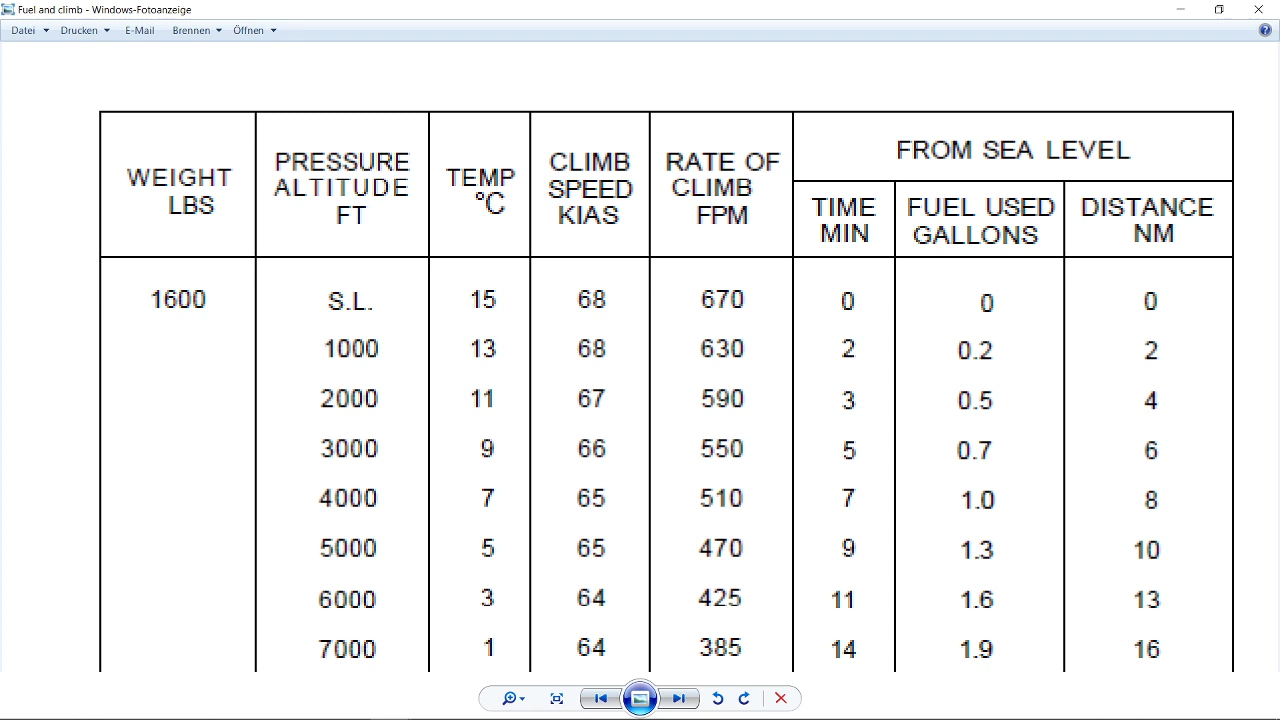 Fuel and climb - Windows-Fotoanzeige
Datei Drucken E-Mail Brennen Öffnen
WEIGHT LBS PRESSURE ALTITUDE FT TEMP °C CLIMB SPEED KIAS RATE OF CLIMB FPM FROM SEA LEVEL
TIME MIN FUEL USED GALLONS DISTANCE NM
1600 S.L. 15 68 670 0 0 0
1000 13 68 630 2 0.2 2
2000 11 67 590 3 0.5 4
3000 9 66 550 5 0.7 6
4000 7 65 510 7 1.0 8
5000 5 65 470 9 1.3 10
6000 3 64 425 11 1.6 13
7000 1 64 385 14 1.9 16